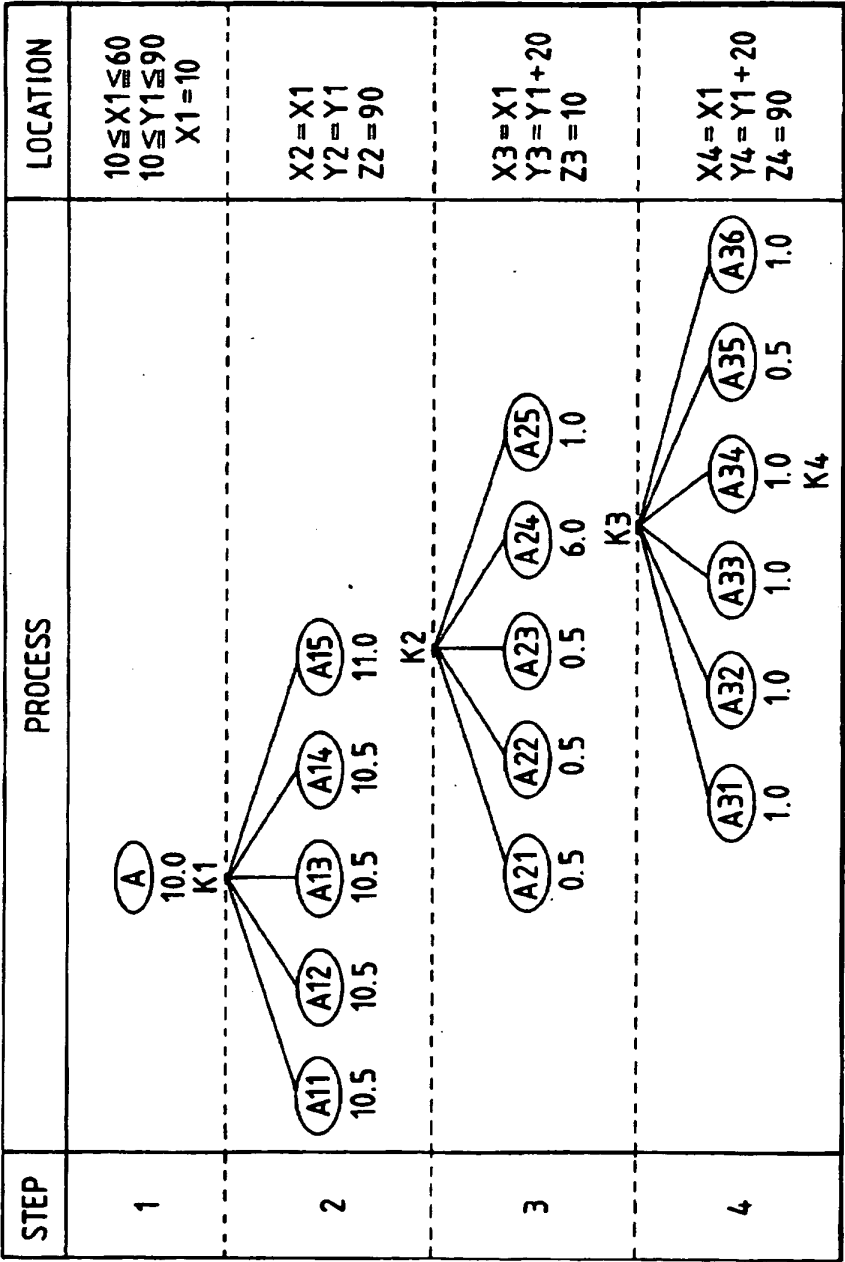 STEP PROCESS LOCATION
1
A
10.0
K1
10≦X1≦60
10≦Y1≦90
X1=10
2
A11 A12 A13 A14 A15
10.5 10.5 10.5 10.5 11.0
K2
X2=X1
Y2=Y1
Z2=90
3
A21 A22 A23 A24 A25
0.5 0.5 0.5 6.0 1.0
K3
X3=X1
Y3=Y1+20
Z3=10
4
A31 A32 A33 A34 A35 A36
1.0 1.0 1.0 1.0 0.5 1.0
K4
X4=X1
Y4=Y1+20
Z4=90